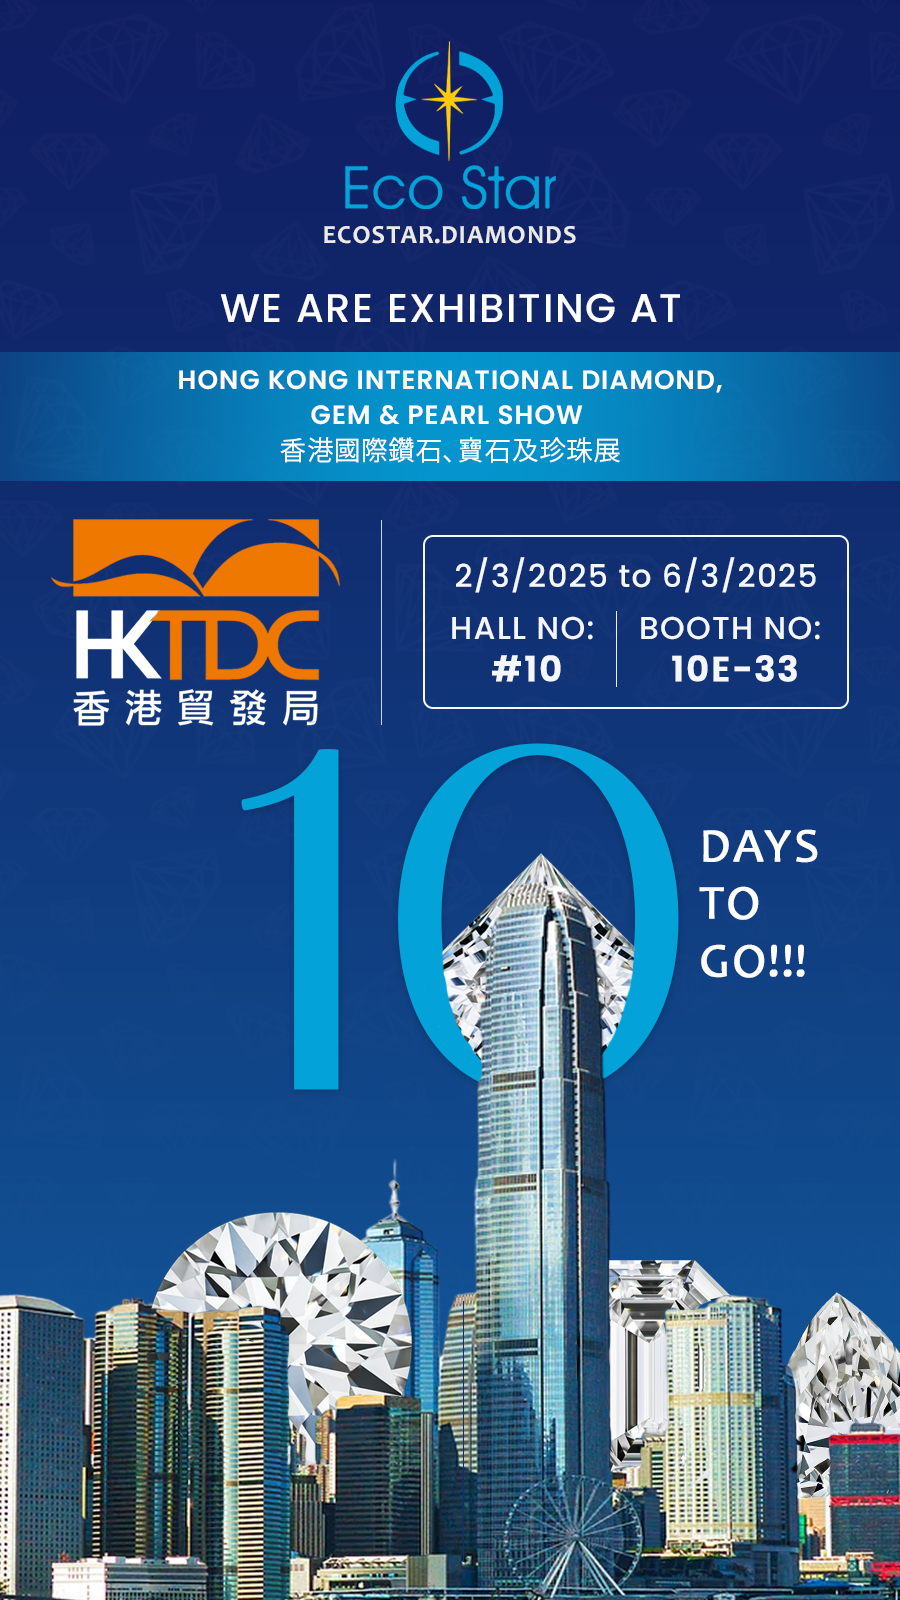 Eco Star
ECOSTAR.DIAMONDS
WE ARE EXHIBITING AT
HONG KONG INTERNATIONAL DIAMOND,
GEM & PEARL SHOW
香港國際鑽石、寶石及珍珠展
HKTDC
香港貿發局
2/3/2025 to 6/3/2025
HALL NO:
#10
BOOTH NO:
10E-33
10
DAYS
TO
GO!!!